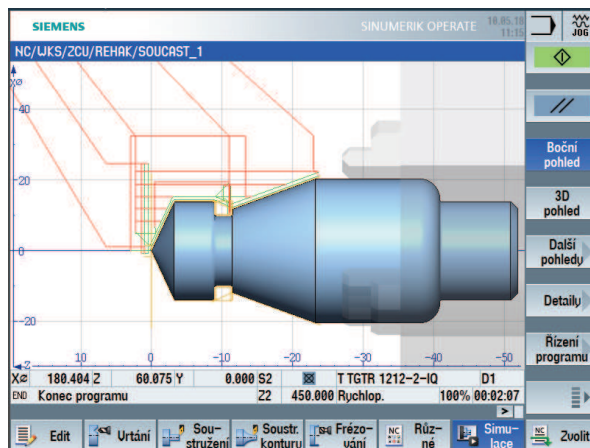 SIEMENS
SINUMERIK OPERATE
18.05.18
11:15
JOG
NC/WKS/ZCU/REHAK/SOUCAST_1
XØ
40
20
0
-20
-Z
10
0
-10
-20
-30
-40
-50
Boční
pohled
3D
pohled
Další
pohledy
Detaily
Řízení
programu
XØ 180.404 Z 60.075 Y 0.000 S2 T TGTR 1212-2-IQ D1
END Konec programu Z2 450.000 Rychlop. 100% 00:02:07
>
Edit
Vrtání
Sou-
stružení
Soustr.
kontury
Frézo-
vání
NC
Růz-
né
Simu-
lace
NC
Zvolit